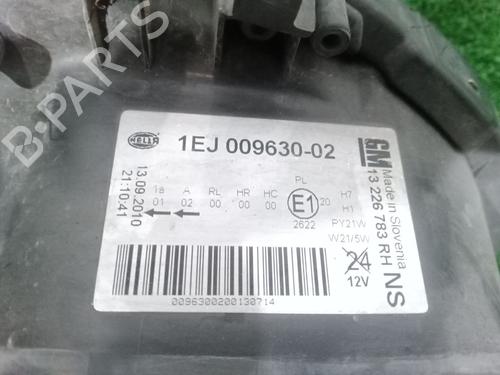 HELLA
1EJ 009630-02
GM
Made in Slovenia
13 226 783 RH NS
13.09.2010
21:10:41
1a A RL HR HC PL
01 02 00 00 00
E1 20
2622
H7
H1
PY21W
W21/5W
24
12V
0096300200130714
B-PARTS